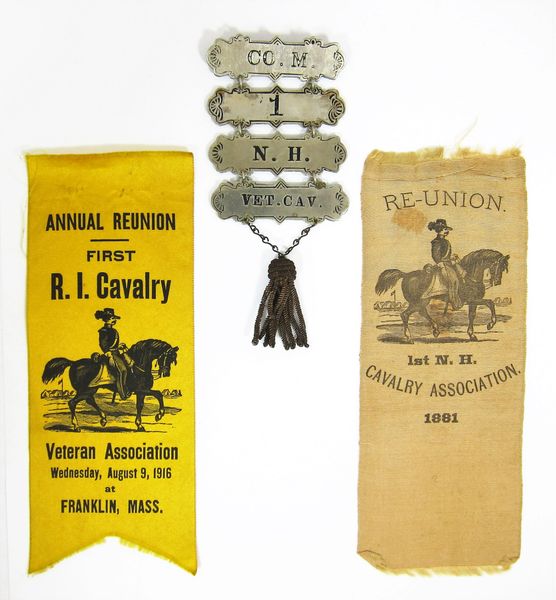 CO. M.
1
N. H.
VET. CAV.
ANNUAL REUNION
FIRST
R. I. Cavalry
Veteran Association
Wednesday, August 9, 1916
at
FRANKLIN, MASS.
RE-UNION.
1st N. H.
CAVALRY ASSOCIATION.
1881